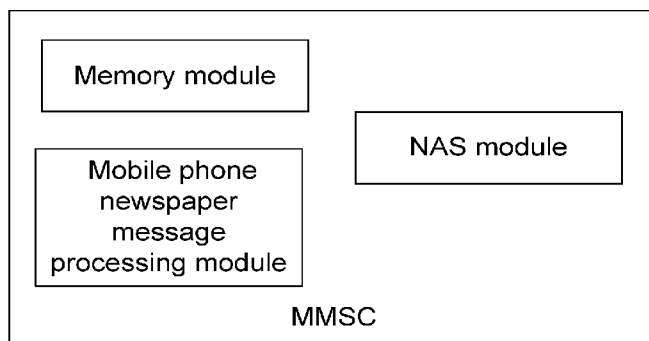 Memory module
NAS module
Mobile phone
newspaper
message
processing module
MMSC